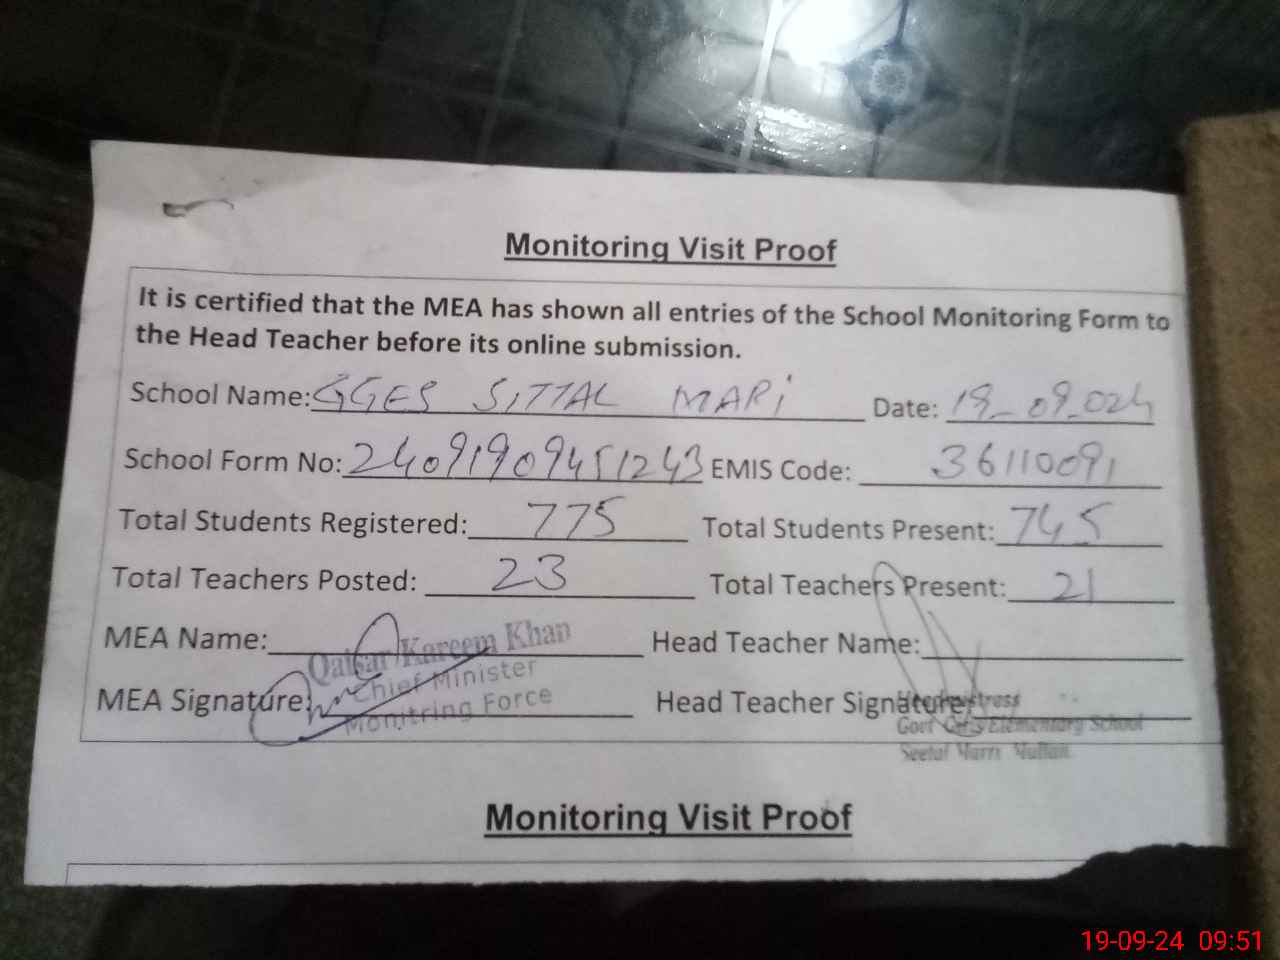 Monitoring Visit Proof
It is certified that the MEA has shown all entries of the School Monitoring Form to
the Head Teacher before its online submission.
School Name: GGES SITTAL MARI Date: 19-09-024
School Form No: 24091909451243 EMIS Code: 36110091
Total Students Registered: 775 Total Students Present: 745
Total Teachers Posted: 23 Total Teachers Present: 21
MEA Name: Qaisar Kareem Khan Head Teacher Name:
Chief Minister
MEA Signature: Head Teacher Signature: Headmistress
Monitring Force
Govt Girls Elementary School
Seetal Marri Multan
Monitoring Visit Proof
19-09-24 09:51